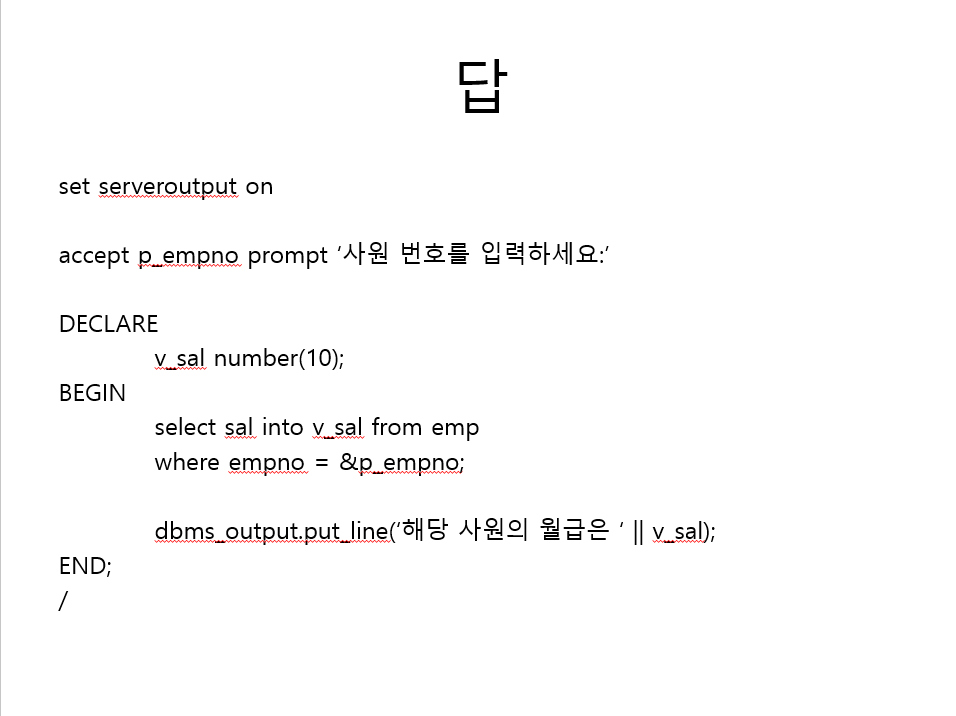 답
set serveroutput on
accept p_empno prompt ‘사원 번호를 입력하세요:’
DECLARE
v_sal number(10);
BEGIN
select sal into v_sal from emp
where empno = &p_empno;
dbms_output.put_line(‘해당 사원의 월급은 ‘ || v_sal);
END;
/